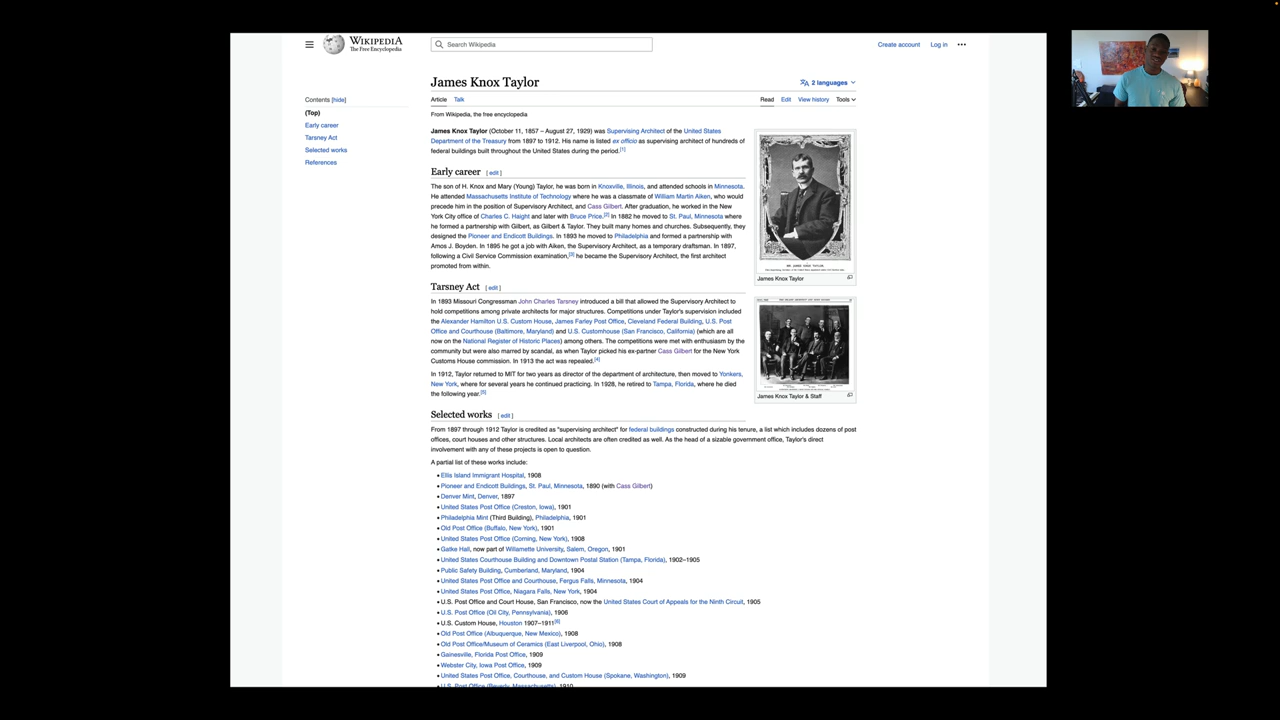 WIKIPEDIA
The Free Encyclopedia
Search Wikipedia
Create account
Log in
James Knox Taylor
2 languages
Article
Talk
Read
Edit
View history
Tools
From Wikipedia, the free encyclopedia
Contents [hide]
(Top)
Early career
Tarsney Act
Selected works
References
James Knox Taylor (October 11, 1857 – August 27, 1929) was Supervising Architect of the United States
Department of the Treasury from 1897 to 1912. His name is listed ex officio as supervising architect of hundreds of
federal buildings built throughout the United States during the period.[1]
Early career [ edit ]
The son of H. Knox and Mary (Young) Taylor, he was born in Knoxville, Illinois, and attended schools in Minnesota.
He attended Massachusetts Institute of Technology where he was a classmate of William Martin Aiken, who would
precede him in the position of Supervising Architect, and Cass Gilbert. After graduation, he worked in the New
York City office of Charles C. Haight and later with Bruce Price.[2] In 1882 he moved to St. Paul, Minnesota where
he formed a partnership with Gilbert, as Gilbert & Taylor. They built many homes and churches. Subsequently, they
designed the Pioneer and Endicott Buildings. In 1893 he moved to Philadelphia and formed a partnership with
Amos J. Boyden. In 1895 he got a job with Aiken, the Supervising Architect, as a temporary draftsman. In 1897,
following a Civil Service Commission examination,[3] he became the Supervising Architect, the first architect
promoted from within.
James Knox Taylor
Tarsney Act [ edit ]
In 1893 Missouri Congressman John Charles Tarsney introduced a bill that allowed the Supervising Architect to
hold competitions among private architects for major structures. Competitions under Taylor's supervision included
the Alexander Hamilton U.S. Custom House, James Farley Post Office, Cleveland Federal Building, U.S. Post
Office and Courthouse (Baltimore, Maryland) and U.S. Customhouse (San Francisco, California) (which are all
now on the National Register of Historic Places) among others. The competitions were met with enthusiasm by the
community but were also marred by scandal, as when Taylor picked his ex-partner Cass Gilbert for the New York
Customs House commission. In 1913 the act was repealed.[4]
In 1912, Taylor returned to MIT for two years as director of the department of architecture, then moved to Yonkers,
New York, where for several years he continued practicing. In 1928, he retired to Tampa, Florida, where he died
the following year.[5]
James Knox Taylor & Staff
Selected works [ edit ]
From 1897 through 1912 Taylor is credited as "supervising architect" for federal buildings constructed during his tenure, a list which includes dozens of post
offices, court houses and other structures. Local architects are often credited as well. As the head of a sizable government office, Taylor's direct
involvement with any of these projects is open to question.
A partial list of these works include:
• Ellis Island Immigrant Hospital, 1908
• Pioneer and Endicott Buildings, St. Paul, Minnesota, 1890 (with Cass Gilbert)
• Denver Mint, Denver, 1897
• United States Post Office (Creston, Iowa), 1901
• Philadelphia Mint (Third Building), Philadelphia, 1901
• Old Post Office (Buffalo, New York), 1901
• United States Post Office (Corning, New York), 1908
• Gatke Hall, now part of Willamette University, Salem, Oregon, 1901
• United States Courthouse Building and Downtown Postal Station (Tampa, Florida), 1902–1905
• Public Safety Building, Cumberland, Maryland, 1904
• United States Post Office and Courthouse, Fergus Falls, Minnesota, 1904
• United States Post Office, Niagara Falls, New York, 1904
• U.S. Post Office and Court House, San Francisco, now the United States Court of Appeals for the Ninth Circuit, 1905
• U.S. Post Office (Oil City, Pennsylvania), 1906
• U.S. Custom House, Houston 1907–1911[6]
• Old Post Office (Albuquerque, New Mexico), 1908
• Old Post Office/Museum of Ceramics (East Liverpool, Ohio), 1908
• Gainesville, Florida Post Office, 1909
• Webster City, Iowa Post Office, 1909
• United States Post Office, Courthouse, and Custom House (Spokane, Washington), 1909
• U.S. Post Office (Beverly, Massachusetts), 1910